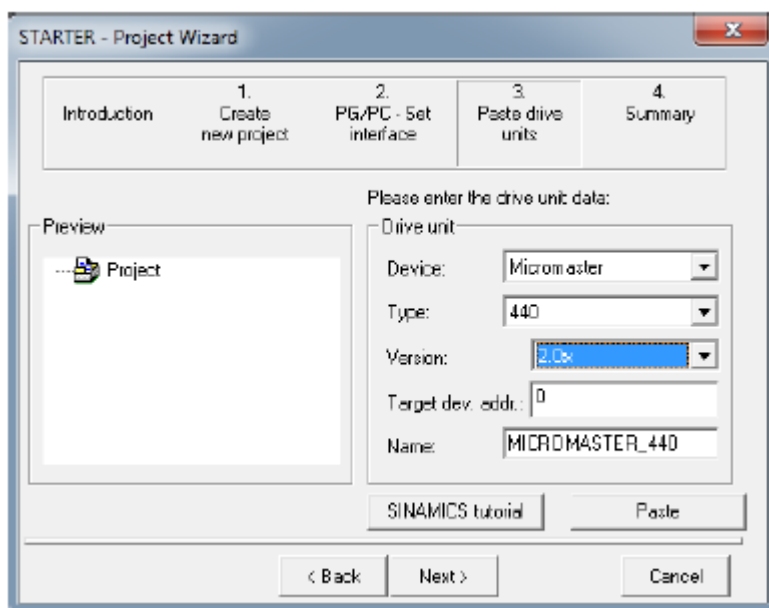 STARTER - Project Wizard
Introduction
1.
Create
new project
2.
PG/PC - Set
interface
3.
Paste drive
units
4.
Summary
Please enter the drive unit data:
Preview
Project
Drive unit
Device: Micromaster
Type: 440
Version: 2.0x
Target dev. addr.: 0
Name: MICROMASTER_440
SINAMICS tutorial
Paste
< Back
Next >
Cancel